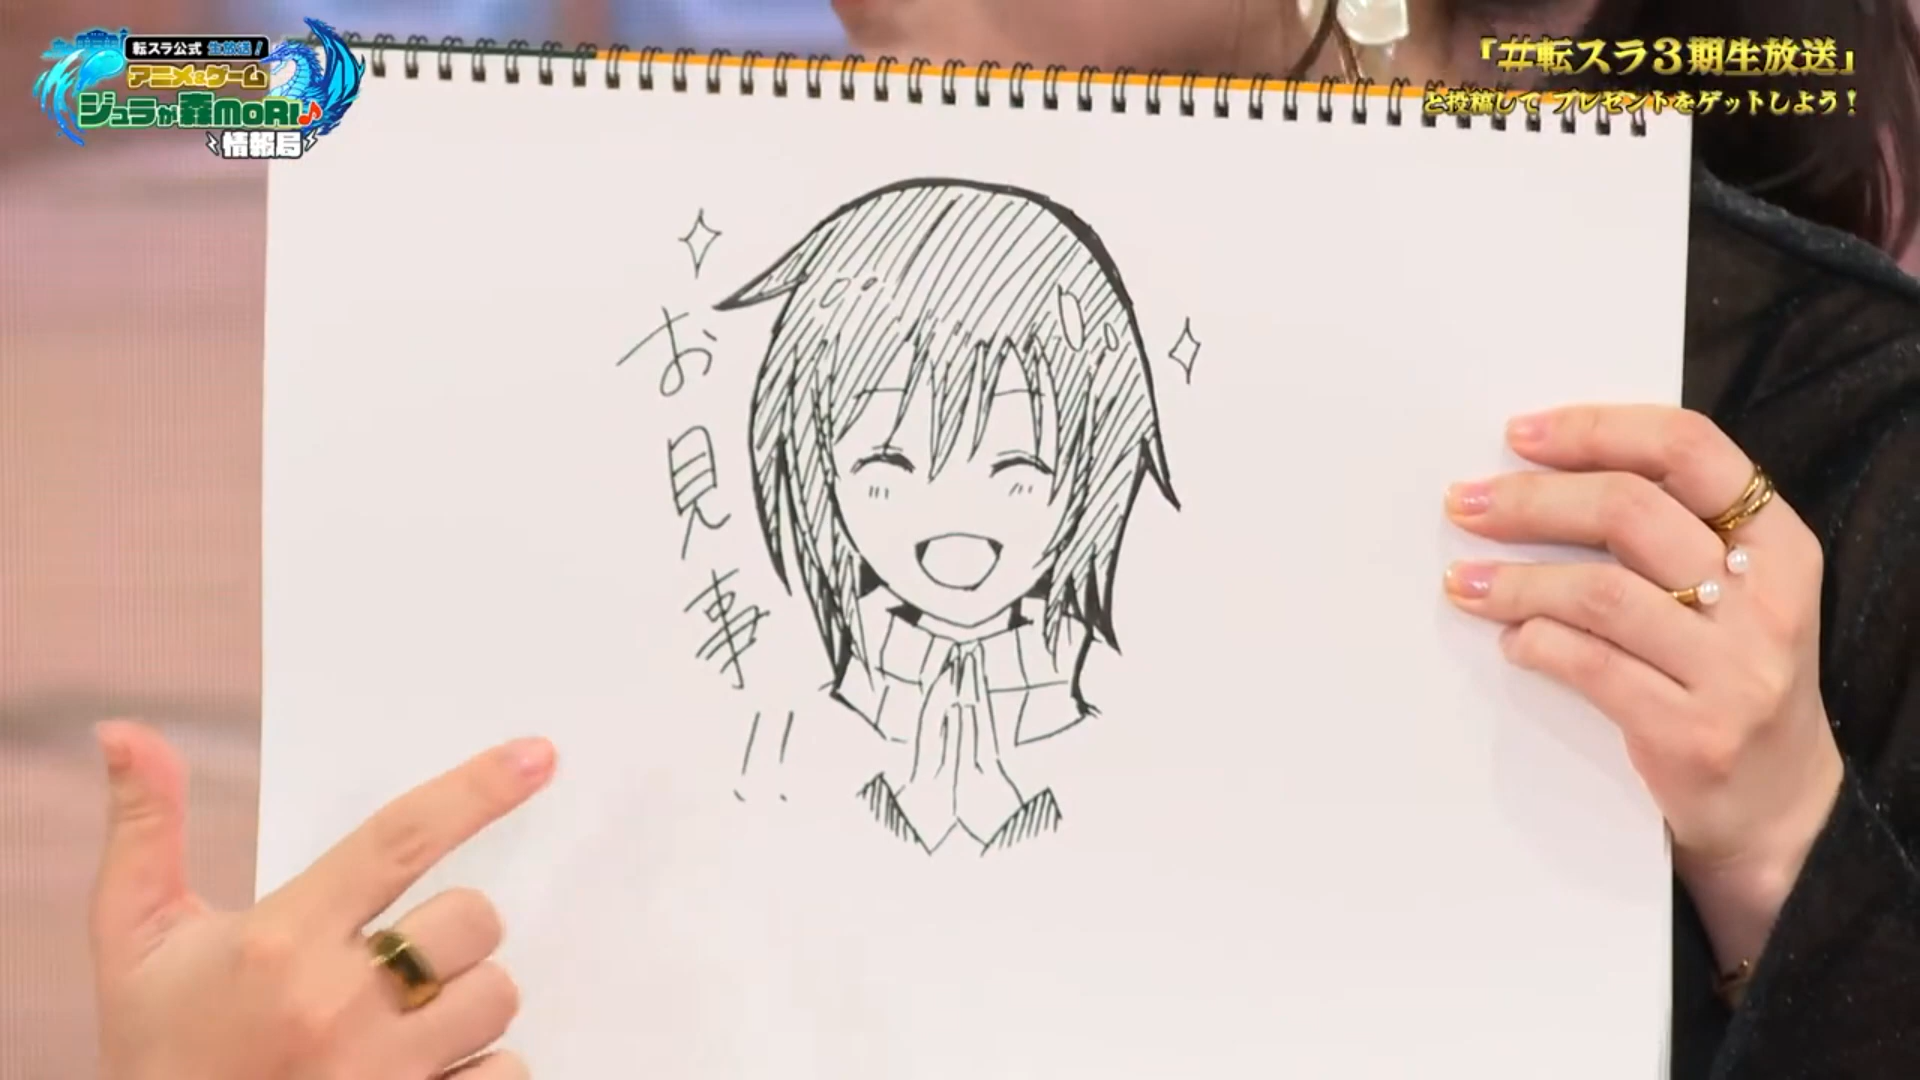 転スラ公式 生放送！
アニメ&ゲーム
ジュラが森MORI♪
情報局
「#転スラ3期生放送」
と投稿して プレゼントをゲットしよう！
お見事!!